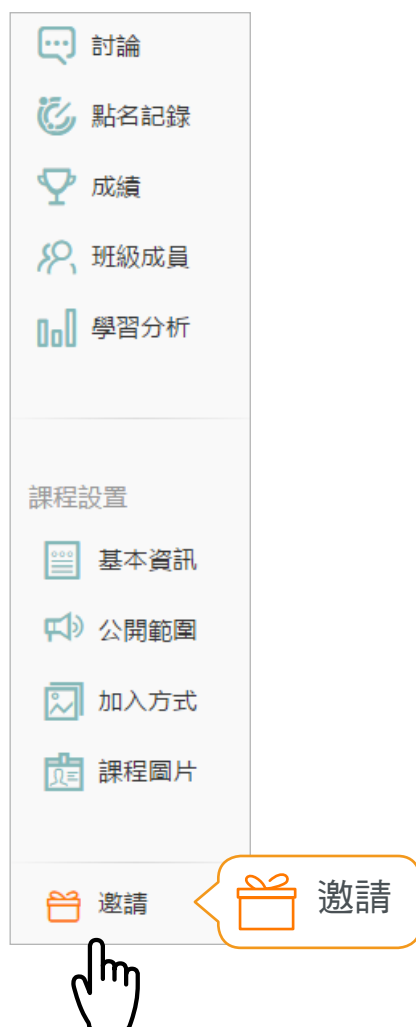 討論
點名記錄
成績
班級成員
學習分析
課程設置
基本資訊
公開範圍
加入方式
課程圖片
邀請
邀請